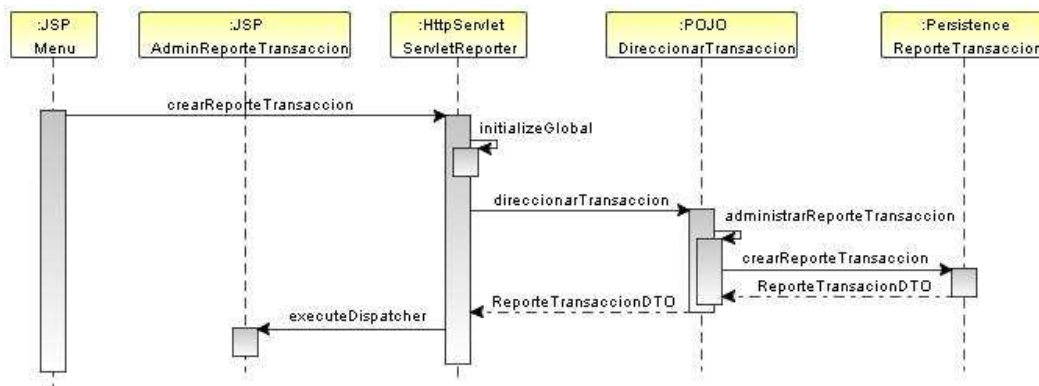 :JSP
Menu
:JSP
AdminReporteTransaccion
:HttpServlet
ServletReporter
:POJO
DireccionarTransaccion
:Persistence
ReporteTransaccion
crearReporteTransaccion
initializeGlobal
direccionarTransaccion
administrarReporteTransaccion
crearReporteTransaccion
ReporteTransacionDTO
ReporteTransaccionDTO
executeDispatcher